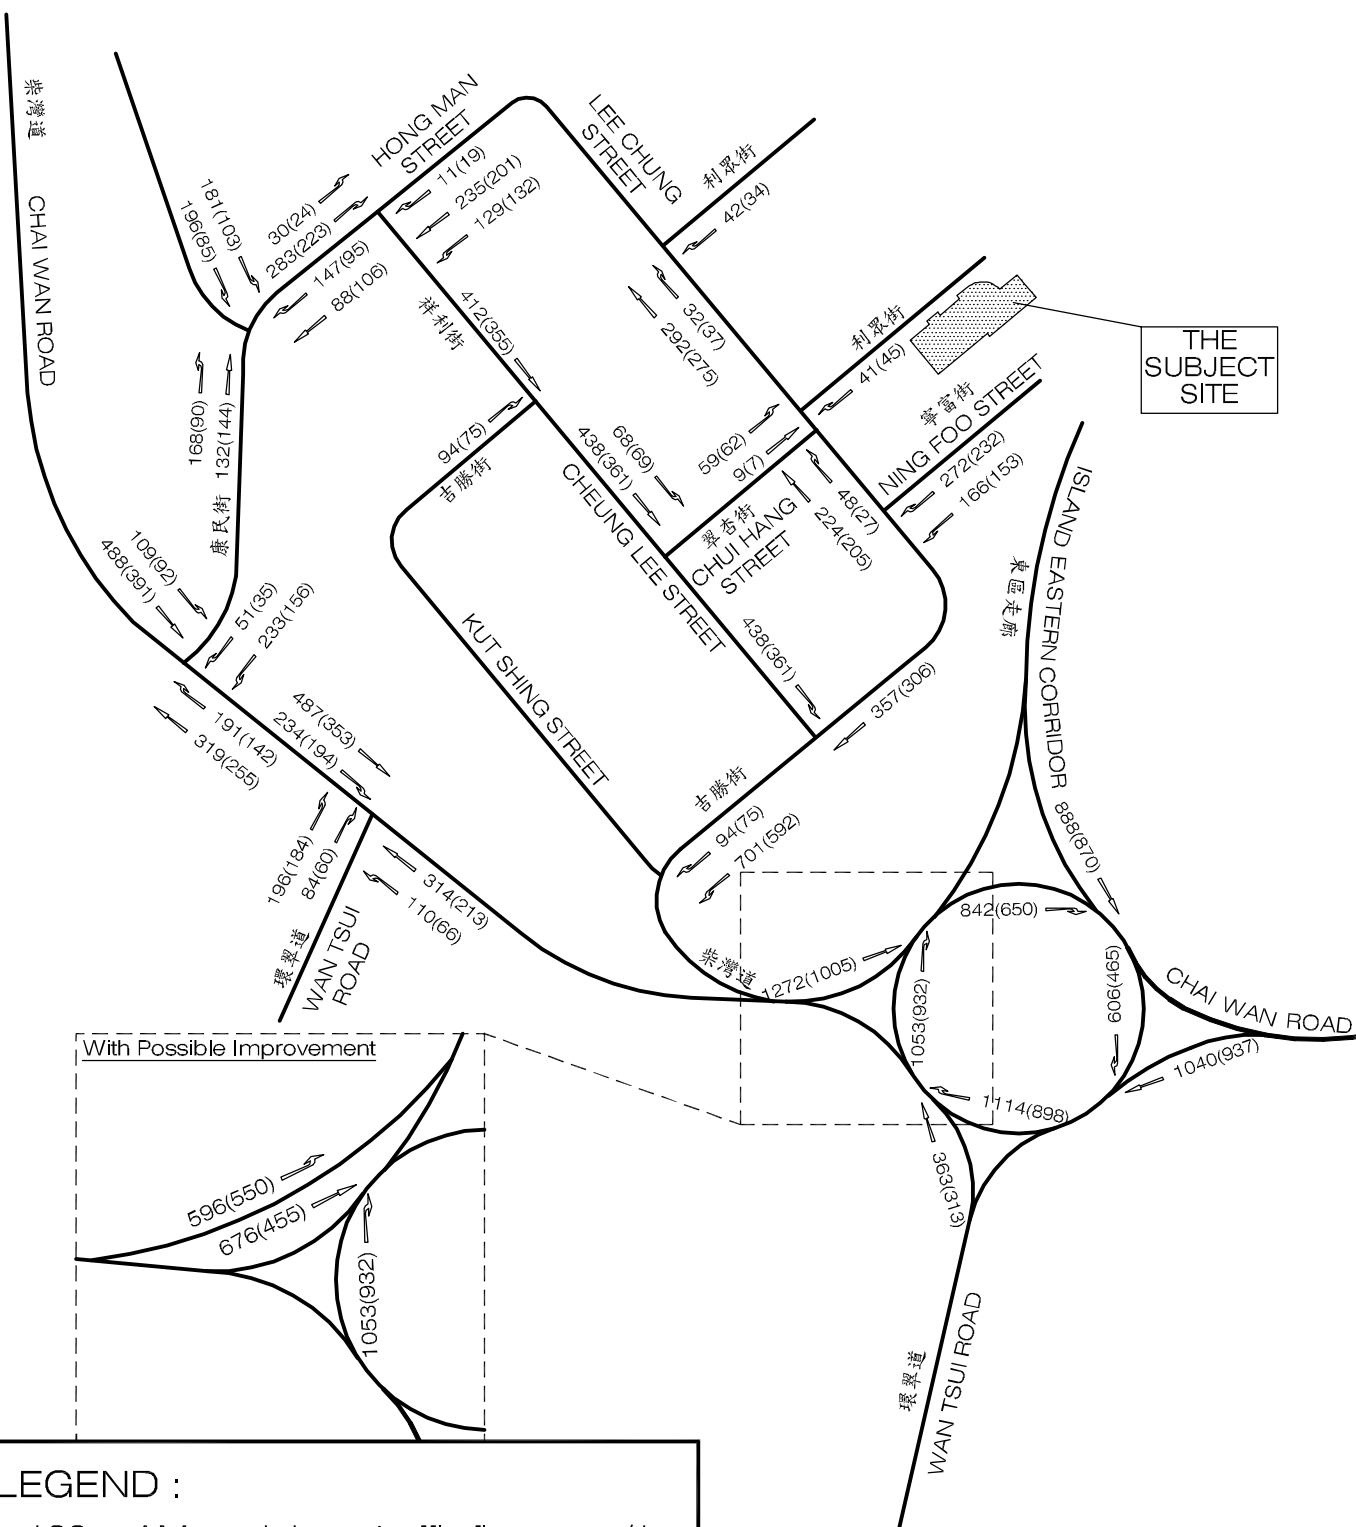 柴灣道
CHAI WAN ROAD
181(103)
196(85)
30(24)
283(223)
HONG MAN
STREET
11(19)
235(201)
129(132)
147(95)
88(106)
LEE CHUNG
STREET
利眾街
42(34)
412(355)
祥利街
32(37)
292(275)
利眾街
41(45)
THE
SUBJECT
SITE
寧富街
NING FOO STREET
272(232)
166(153)
168(90)
132(144)
康民街
94(75)
吉勝街
438(361)
68(69)
59(62)
9(7)
翠杏街
CHUI HANG
STREET
48(27)
224(205)
CHEUNG LEE STREET
ISLAND EASTERN CORRIDOR
東區走廊
109(92)
488(391)
51(35)
233(156)
KUT SHING STREET
438(361)
357(306)
191(142)
319(255)
487(353)
234(194)
吉勝街
94(75)
701(592)
888(870)
196(184)
84(60)
環翠道
WAN TSUI
ROAD
314(213)
110(66)
柴灣道
1272(1005)
842(650)
1053(932)
606(465)
CHAI WAN ROAD
1040(937)
1114(898)
363(313)
With Possible Improvement
596(550)
676(455)
1053(932)
環翠道
WAN TSUI ROAD
LEGEND :